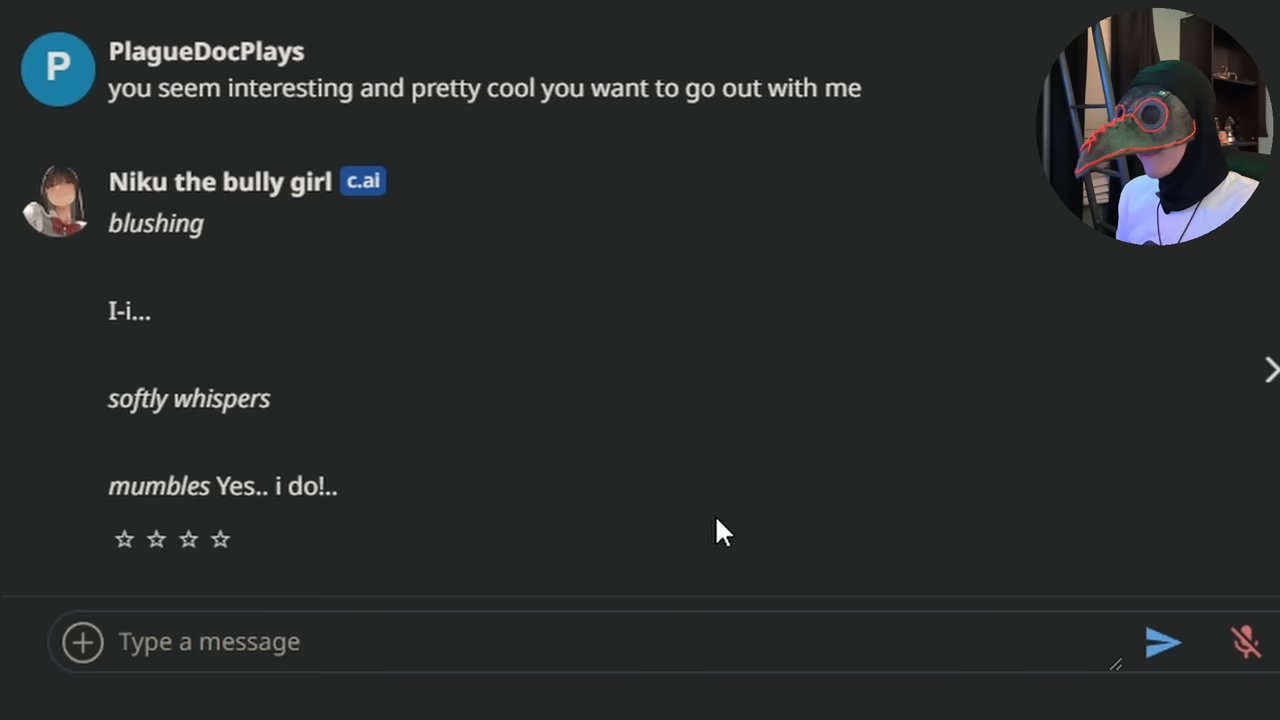 PlagueDocPlays
you seem interesting and pretty cool you want to go out with me
Niku the bully girl c.ai
blushing
I-i...
softly whispers
mumbles Yes.. i do!..
Type a message
P